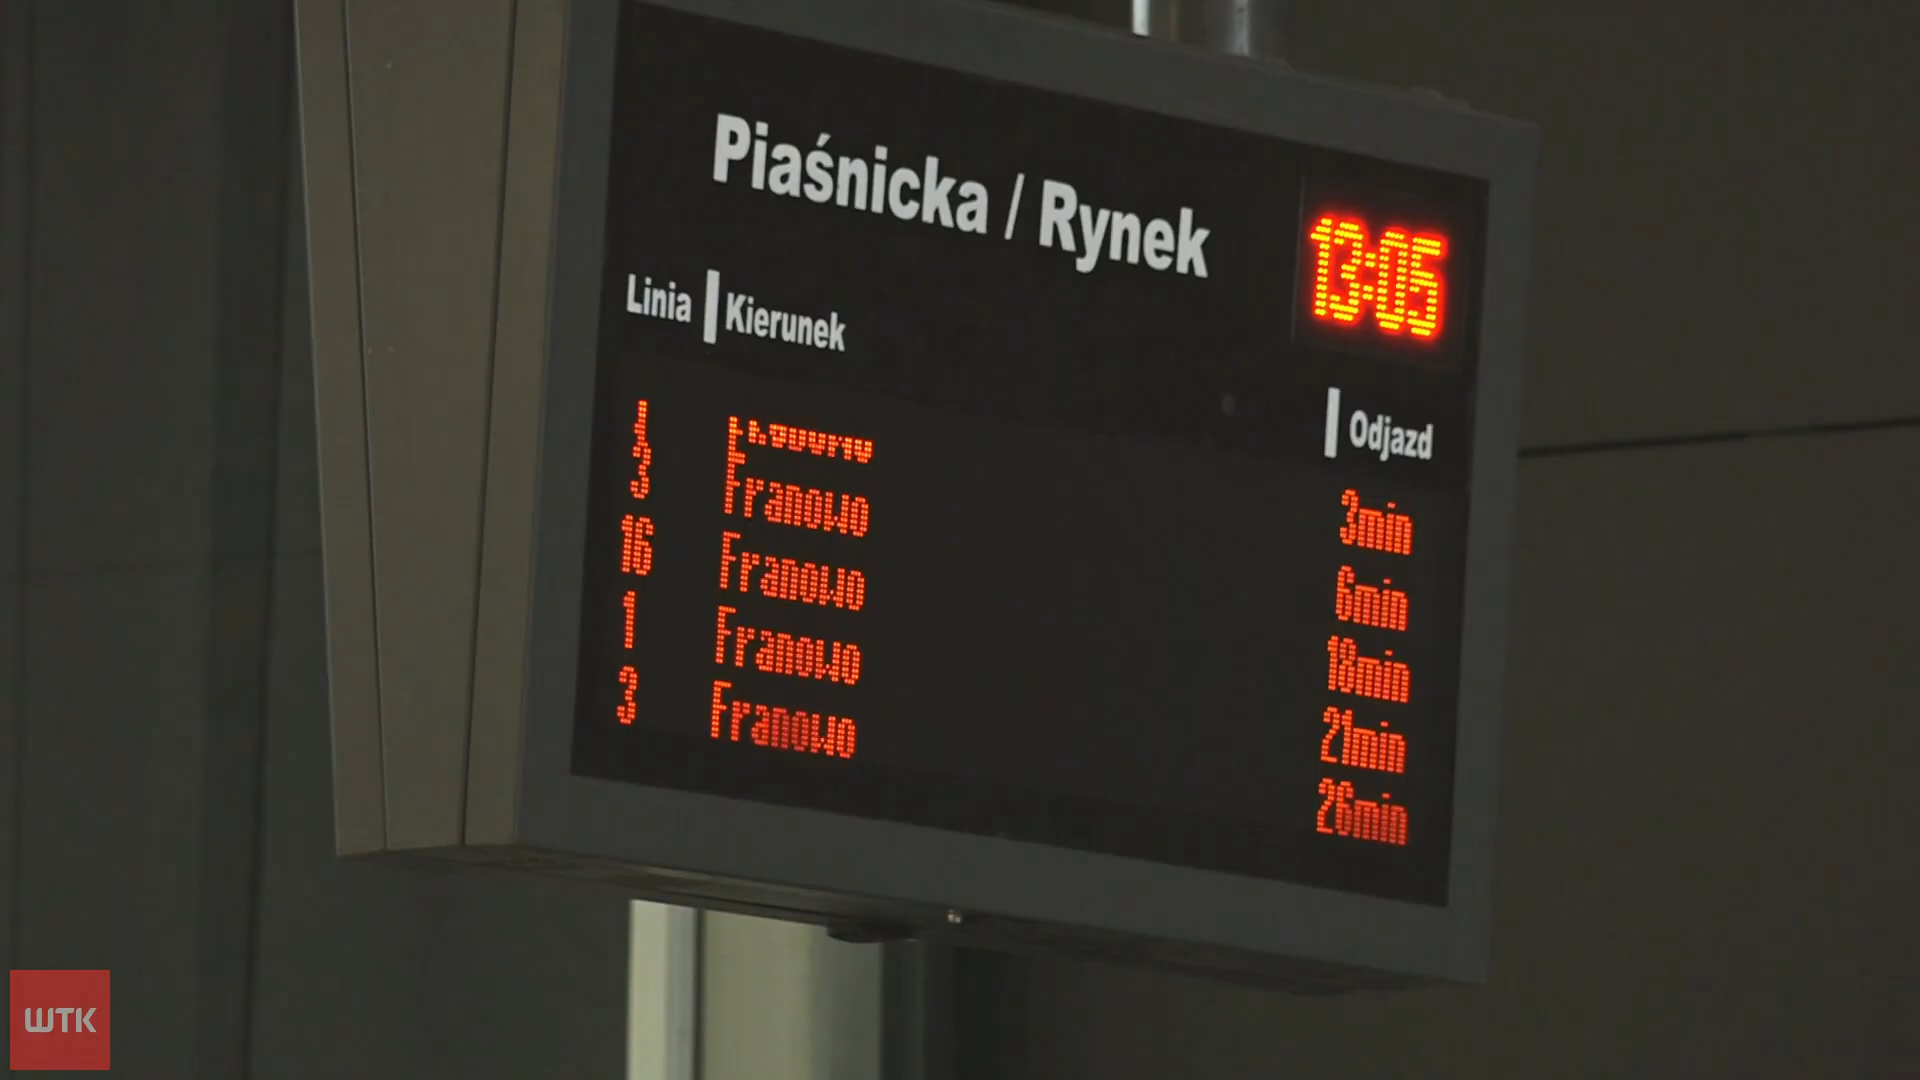 Piaśnicka / Rynek 13:05
Linia Kierunek Odjazd
3min
3 Franowo 6min
16 Franowo 18min
1 Franowo 21min
3 Franowo 26min
WTK